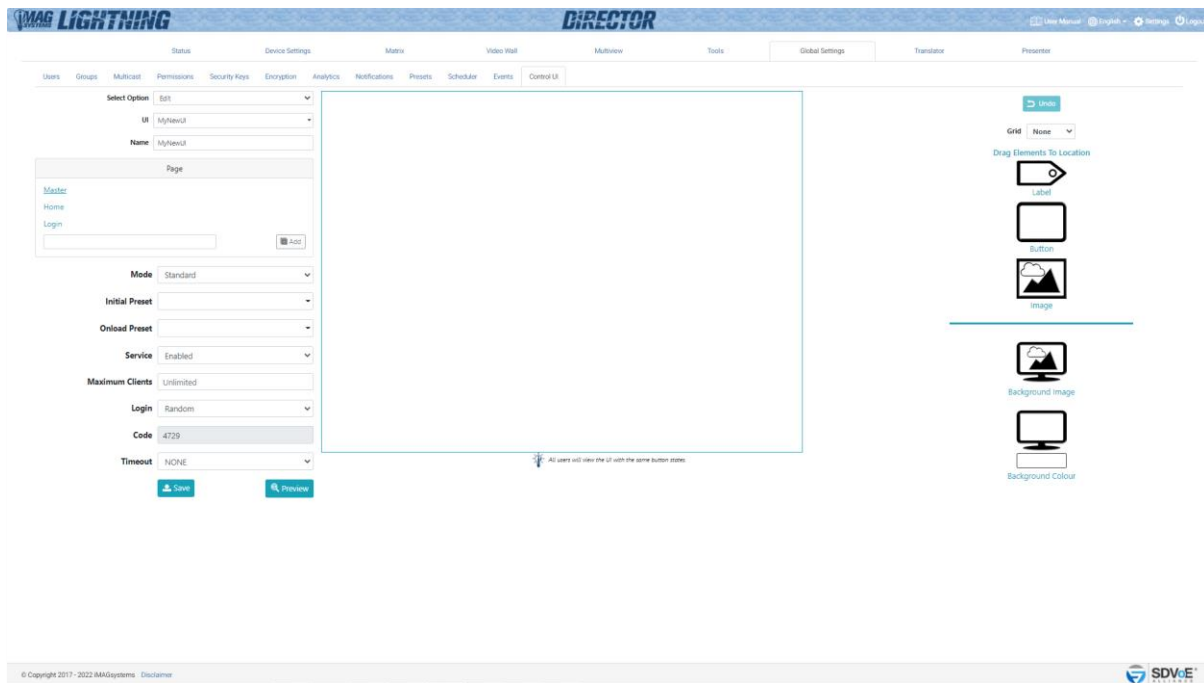 iMAG SYSTEMS LIGHTNING DIRECTOR User Manual English Settings Logout
Status Device Settings Matrix Video Wall Multiview Tools Global Settings Translator Presenter
Users Groups Multicast Permissions Security Keys Encryption Analytics Notifications Presets Scheduler Events Control UI
Select Option Edit
UI MyNewUI
Name MyNewUI
Page
Master
Home
Login
Add
Mode Standard
Initial Preset
Onload Preset
Service Enabled
Maximum Clients Unlimited
Login Random
Code 4729
Timeout NONE
Save Preview
All users will view the UI with the same button states.
Undo
Grid None
Drag Elements To Location
Label
Button
Image
Background Image
Background Colour
© Copyright 2017 - 2022 iMAGsystems Disclaimer
SDVoE
ALLIANCE